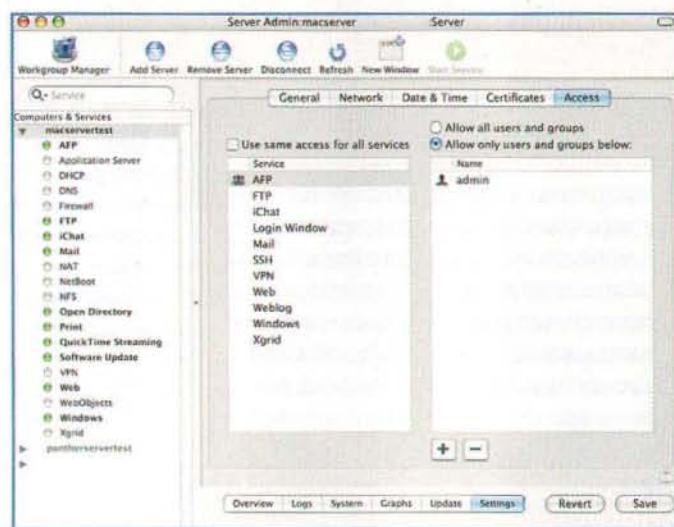 Server Admin:macserver :Server
Workgroup Manager Add Server Remove Server Disconnect Refresh New Window Start Service
Service
Computers & Services
macservertest
AFP
Application Server
DHCP
DNS
Firewall
FTP
iChat
Mail
NAT
NetBoot
NFS
Open Directory
Print
QuickTime Streaming
Software Update
VPN
Web
WebObjects
Windows
Xgrid
pantherservertest
General Network Date & Time Certificates Access
Use same access for all services
Service
AFP
FTP
iChat
Login Window
Mail
SSH
VPN
Web
Weblog
Windows
Xgrid
Allow all users and groups
Allow only users and groups below:
Name
admin
+ −
Overview Logs System Graphs Update Settings Revert Save